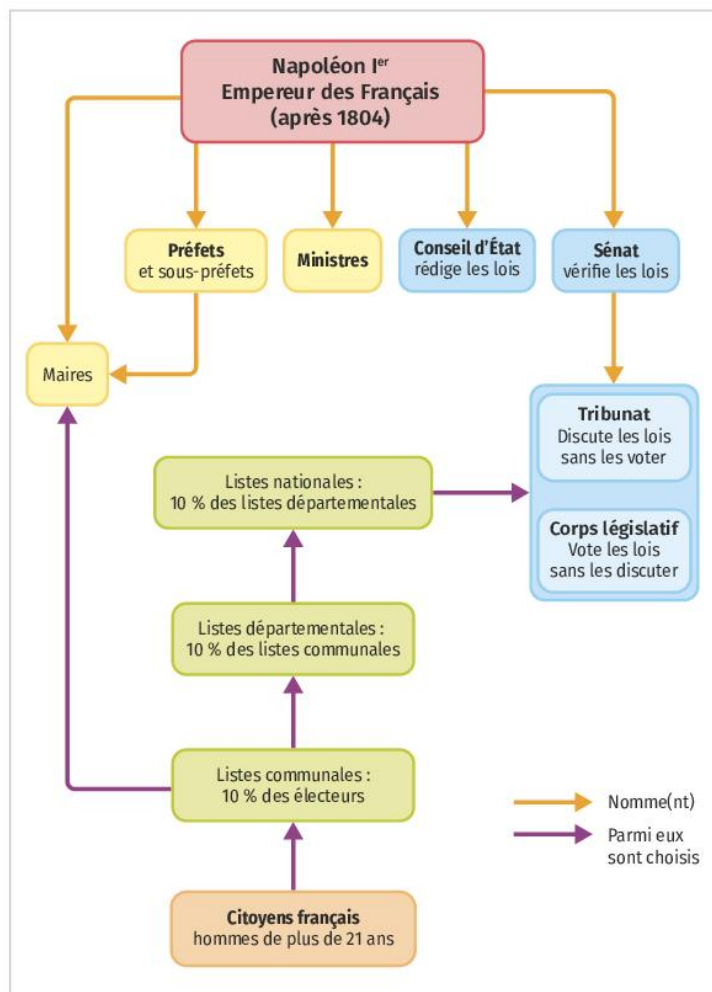 Napoléon Iᵉʳ
Empereur des Français
(après 1804)
Préfets
et sous-préfets
Ministres
Conseil d’État
rédige les lois
Sénat
vérifie les lois
Maires
Tribunat
Discute les lois
sans les voter
Listes nationales :
10 % des listes départementales
Corps législatif
Vote les lois
sans les discuter
Listes départementales :
10 % des listes communales
Listes communales :
10 % des électeurs
Nomme(nt)
Parmi eux
sont choisis
Citoyens français
hommes de plus de 21 ans